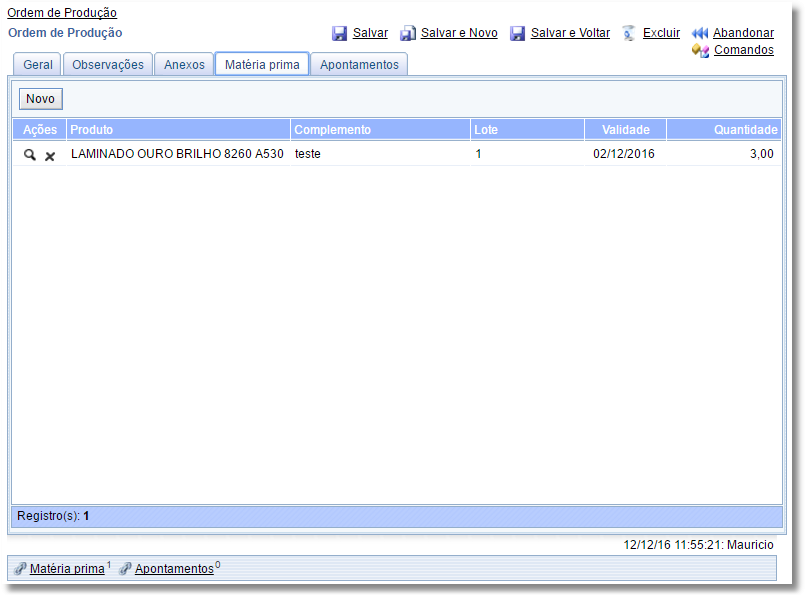 Ordem de Produção
Ordem de Produção
Salvar Salvar e Novo Salvar e Voltar Excluir Abandonar
Comandos
Geral Observações Anexos Matéria prima Apontamentos
Novo
Ações Produto Complemento Lote Validade Quantidade
LAMINADO OURO BRILHO 8260 A530 teste 1 02/12/2016 3,00
Registro(s): 1
12/12/16 11:55:21: Mauricio
Matéria prima 1 Apontamentos 0